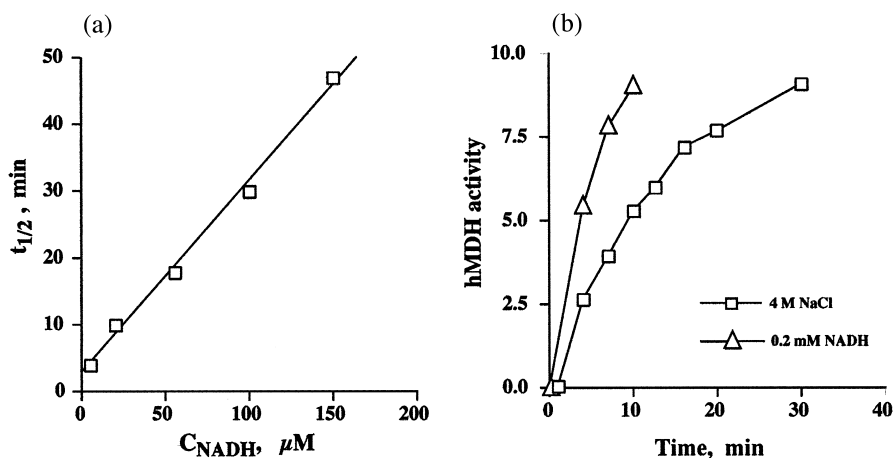 (a)
50
40
30
20
10
0
t1/2 , min
0
50
100
150
200
CNADH, μM
(b)
10.0
7.5
5.0
2.5
0.0
hMDH activity
4 M NaCl
0.2 mM NADH
0
10
20
30
40
Time, min